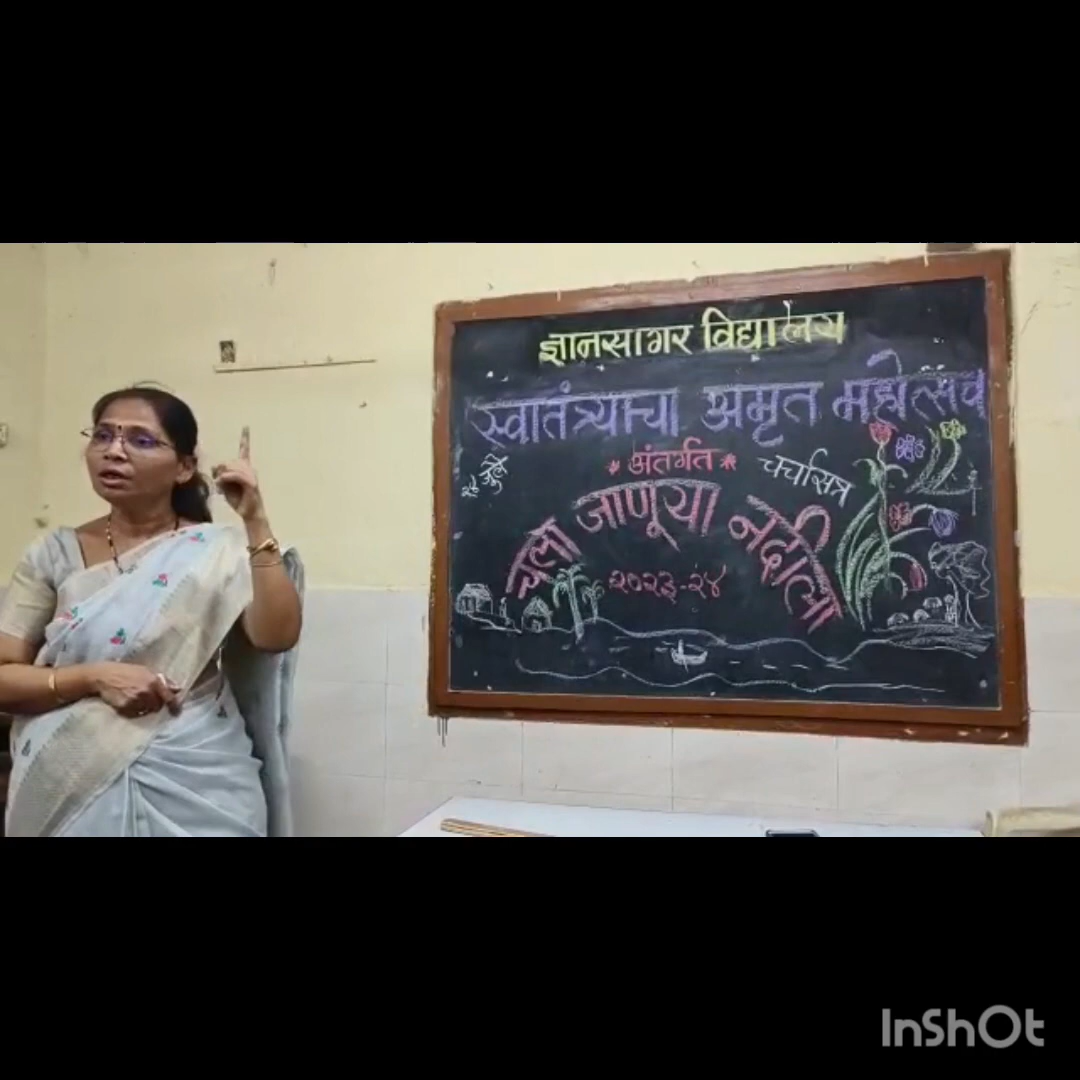 ज्ञानसागर विद्यालय
स्वातंत्र्याचा अमृत महोत्सव
अंतर्गत
चर्चासत्र
जुलै
चला जाणूया नदीला
२०२३-२४
InShOt